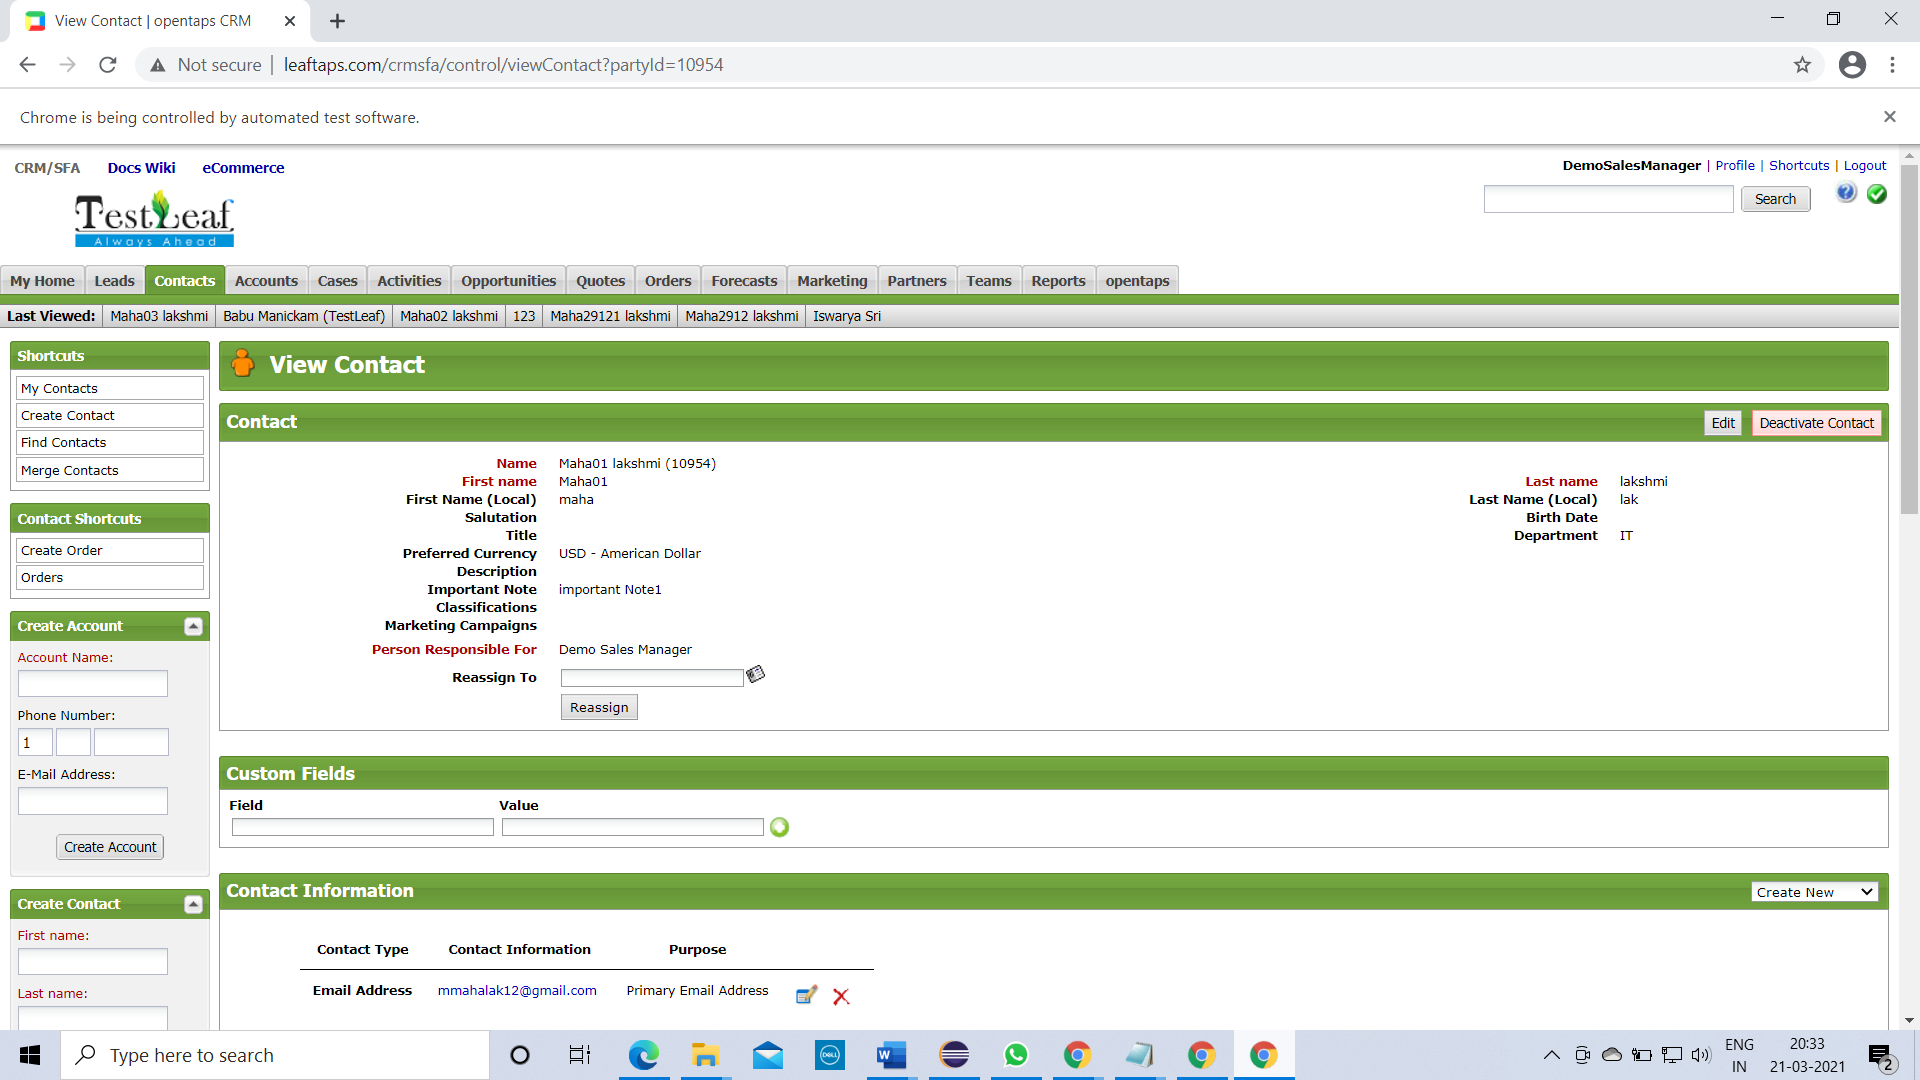 View Contact | opentaps CRM
Not secure | leaftaps.com/crmsfa/control/viewContact?partyId=10954
Chrome is being controlled by automated test software.
CRM/SFA Docs Wiki eCommerce
DemoSalesManager | Profile | Shortcuts | Logout
Search
TestLeaf
Always Ahead
My Home Leads Contacts Accounts Cases Activities Opportunities Quotes Orders Forecasts Marketing Partners Teams Reports opentaps
Last Viewed: Maha03 lakshmi Babu Manickam (TestLeaf) Maha02 lakshmi 123 Maha29121 lakshmi Maha2912 lakshmi Iswarya Sri
Shortcuts
My Contacts
Create Contact
Find Contacts
Merge Contacts
Contact Shortcuts
Create Order
Orders
Create Account
Account Name:
Phone Number:
1
E-Mail Address:
Create Account
Create Contact
First name:
Last name:
View Contact
Contact
Edit Deactivate Contact
Name Maha01 lakshmi (10954)
First name Maha01 Last name lakshmi
First Name (Local) maha Last Name (Local) lak
Salutation Birth Date
Title Department IT
Preferred Currency USD - American Dollar
Description
Important Note important Note1
Classifications
Marketing Campaigns
Person Responsible For Demo Sales Manager
Reassign To
Reassign
Custom Fields
Field Value
Contact Information
Create New
Contact Type Contact Information Purpose
Email Address mmahalak12@gmail.com Primary Email Address
Type here to search
DELL
W
ENG
IN
20:33
21-03-2021
2